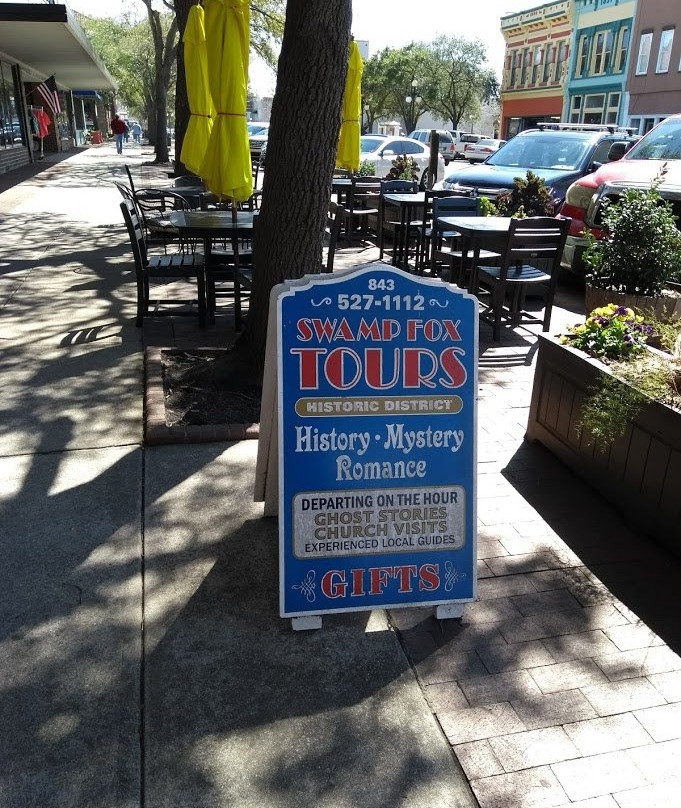 843
527-1112
SWAMP FOX
TOURS
HISTORIC DISTRICT
History · Mystery
Romance
DEPARTING ON THE HOUR
GHOST STORIES
CHURCH VISITS
EXPERIENCED LOCAL GUIDES
GIFTS